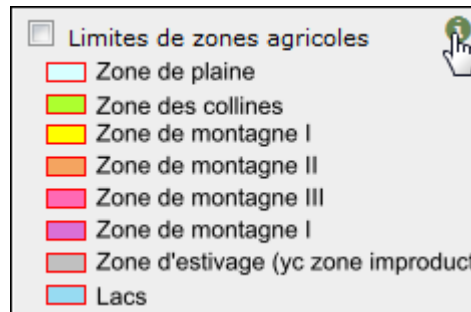 Limites de zones agricoles
Zone de plaine
Zone des collines
Zone de montagne I
Zone de montagne II
Zone de montagne III
Zone de montagne I
Zone d'estivage (yc zone improduct
Lacs